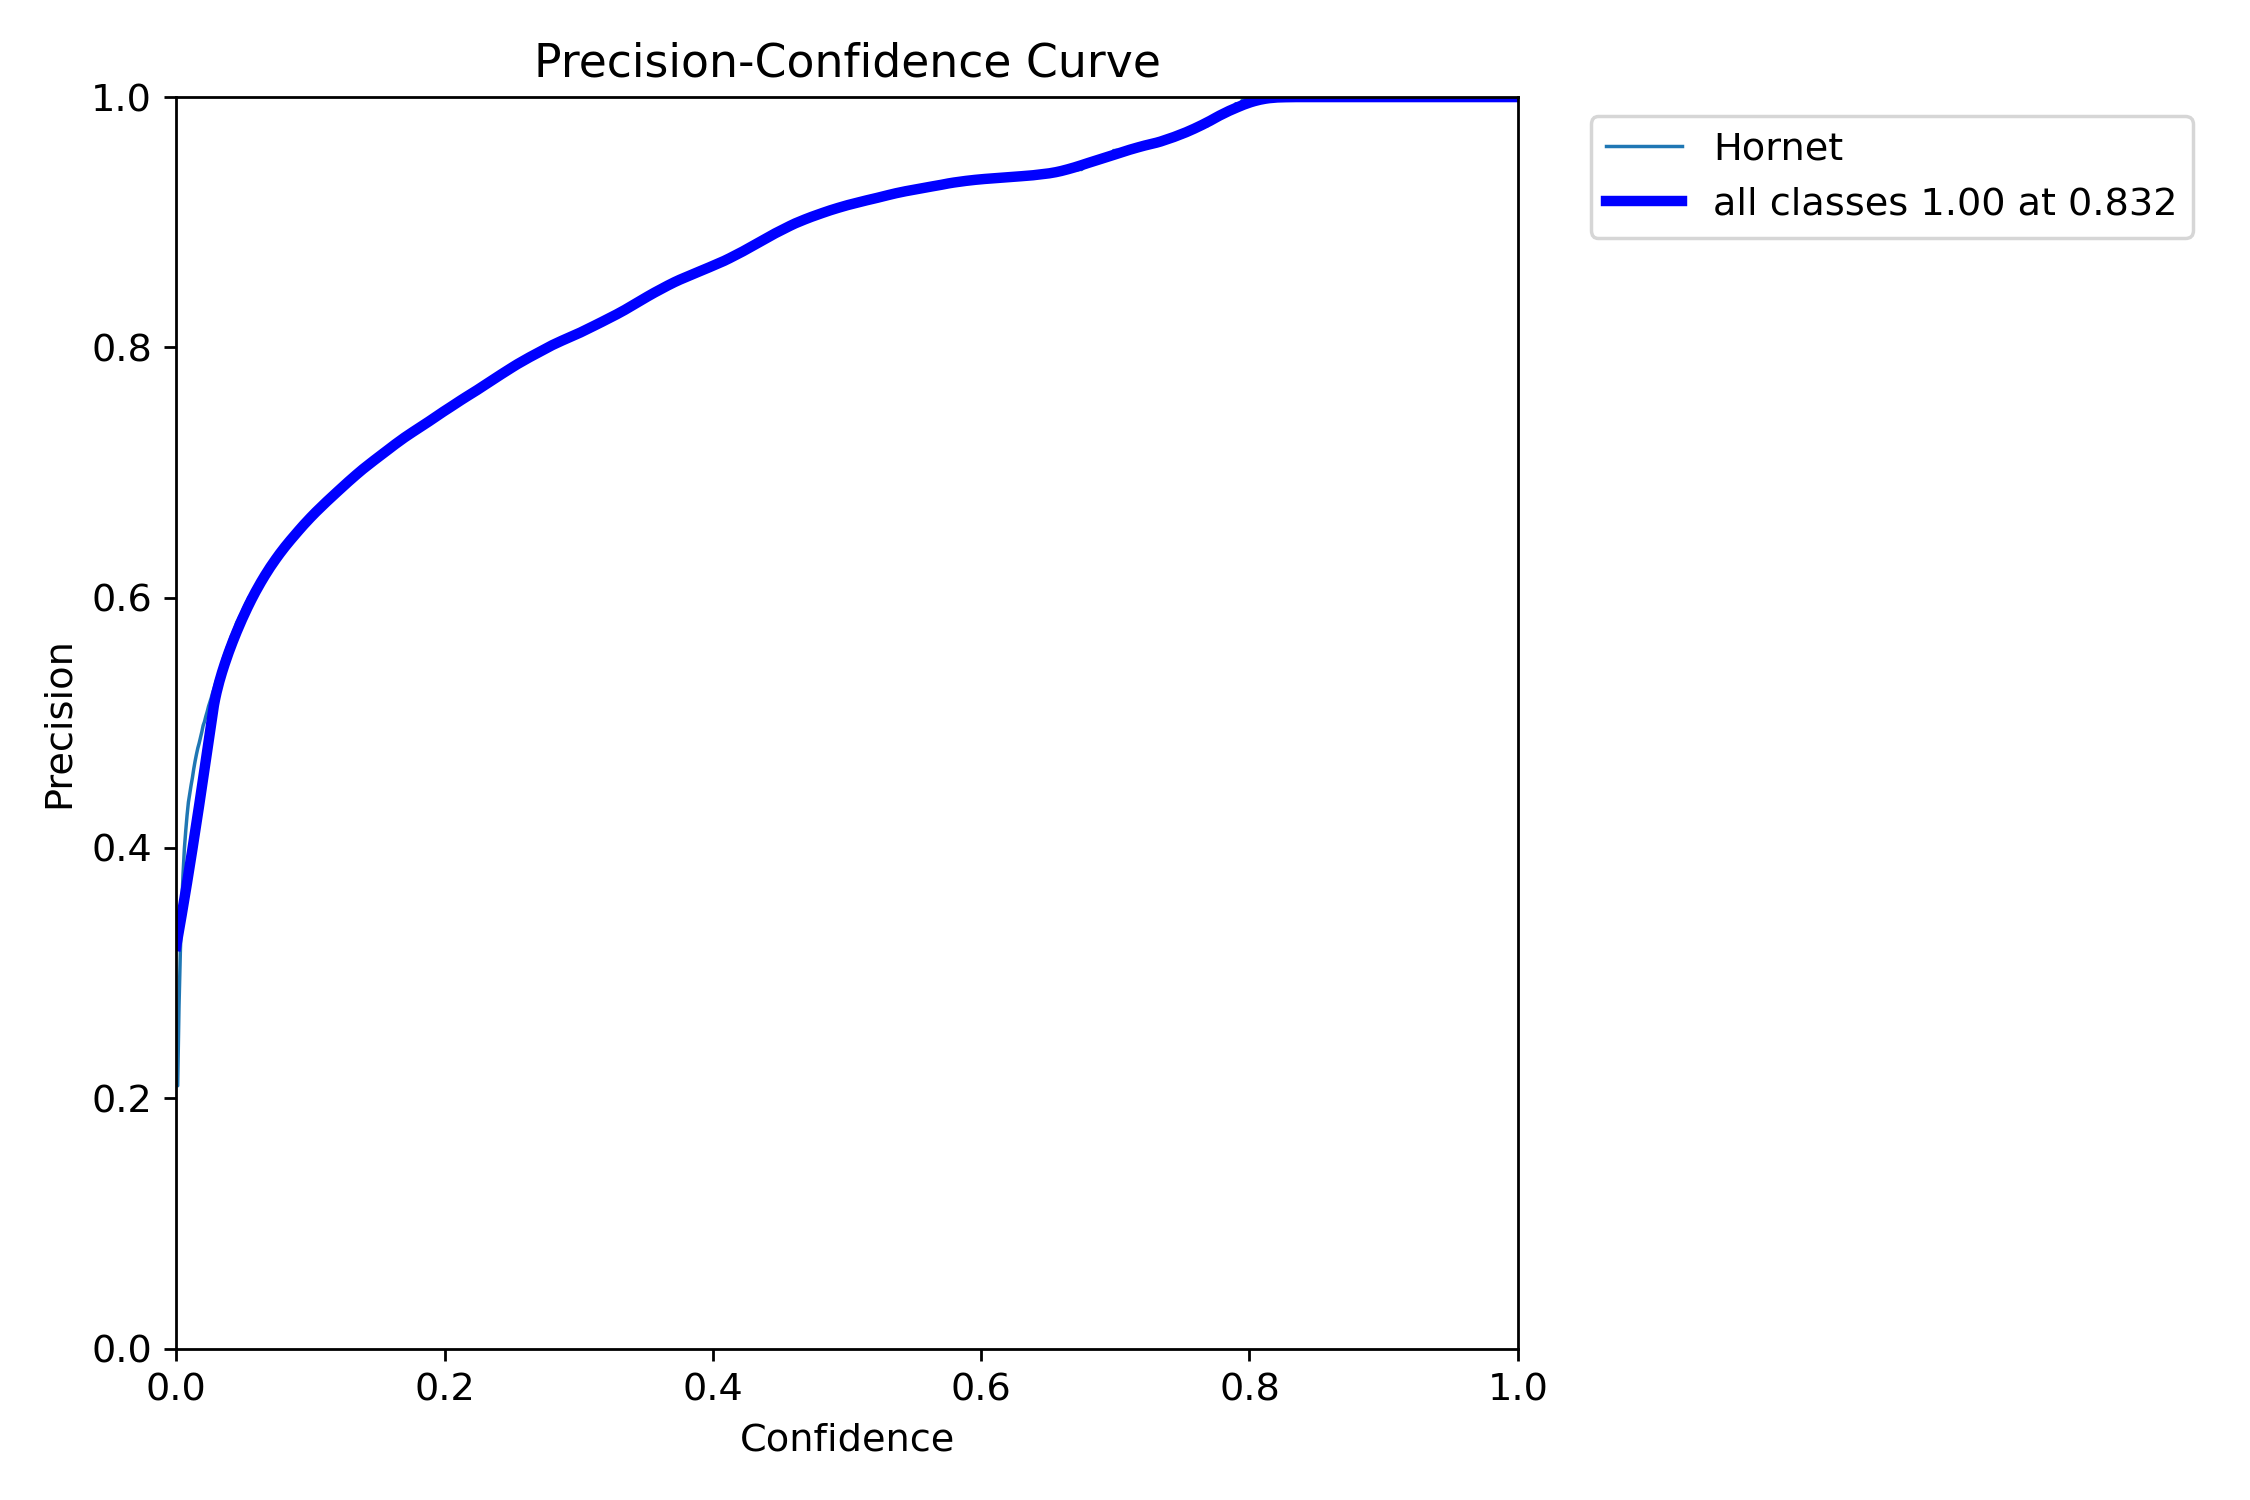 Precision-Confidence Curve
1.0
0.8
0.6
0.4
0.2
0.0
Precision
0.0 0.2 0.4 0.6 0.8 1.0
Confidence
Hornet
all classes 1.00 at 0.832